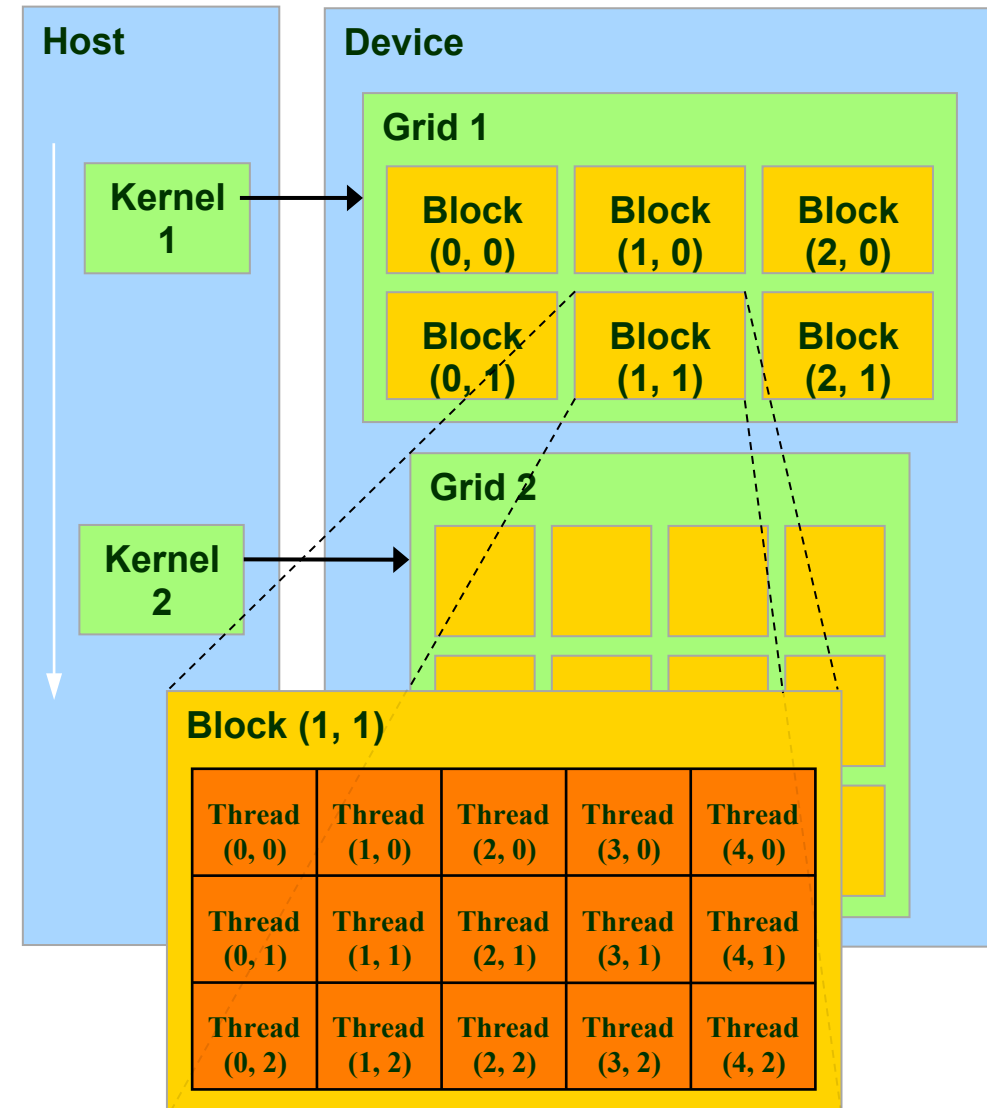 Host
Device
Grid 1
Kernel
1
Block
(0, 0)
Block
(1, 0)
Block
(2, 0)
Block
(0, 1)
Block
(1, 1)
Block
(2, 1)
Grid 2
Kernel
2
Block (1, 1)
Thread
(0, 0)
Thread
(1, 0)
Thread
(2, 0)
Thread
(3, 0)
Thread
(4, 0)
Thread
(0, 1)
Thread
(1, 1)
Thread
(2, 1)
Thread
(3, 1)
Thread
(4, 1)
Thread
(0, 2)
Thread
(1, 2)
Thread
(2, 2)
Thread
(3, 2)
Thread
(4, 2)